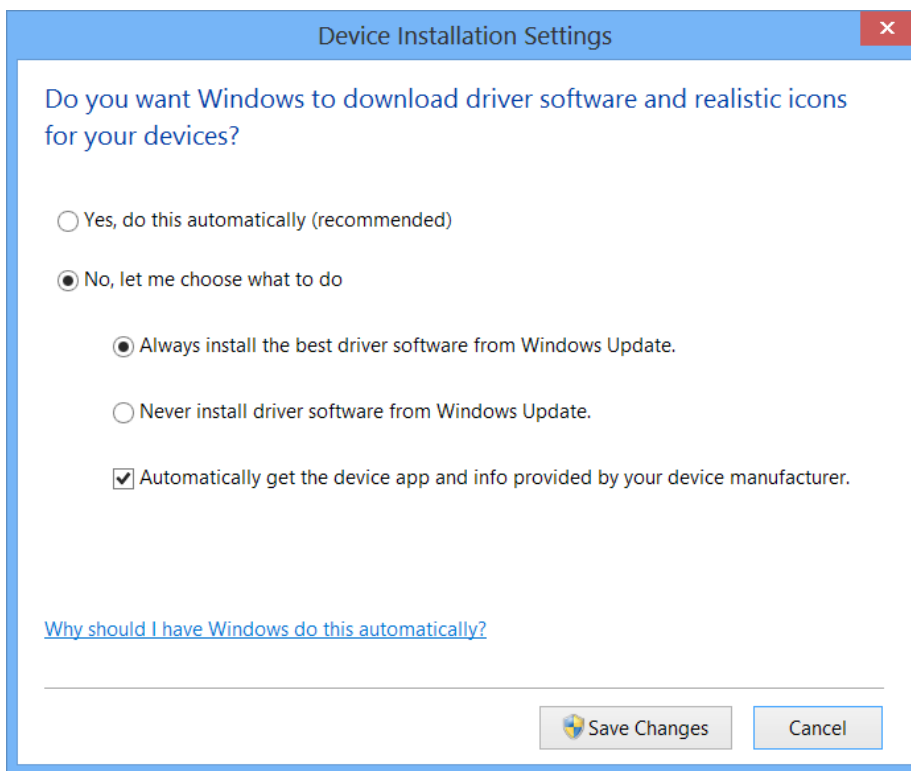 Device Installation Settings
Do you want Windows to download driver software and realistic icons
for your devices?
Yes, do this automatically (recommended)
No, let me choose what to do
Always install the best driver software from Windows Update.
Never install driver software from Windows Update.
Automatically get the device app and info provided by your device manufacturer.
Why should I have Windows do this automatically?
Save Changes
Cancel